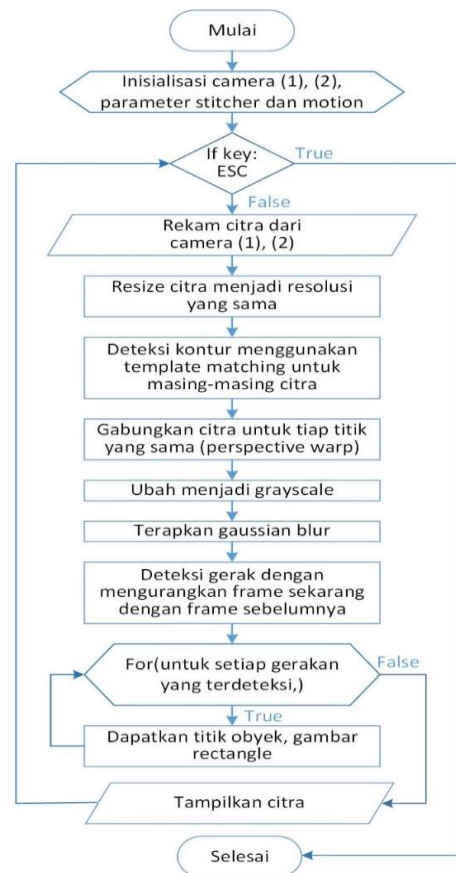 Mulai
Inisialisasi camera (1), (2),
parameter stitcher dan motion
If key:
ESC
True
False
Rekam citra dari
camera (1), (2)
Resize citra menjadi resolusi
yang sama
Deteksi kontur menggunakan
template matching untuk
masing-masing citra
Gabungkan citra untuk tiap titik
yang sama (perspective warp)
Ubah menjadi grayscale
Terapkan gaussian blur
Deteksi gerak dengan
mengurangkan frame sekarang
dengan frame sebelumnya
For(untuk setiap gerakan
yang terdeteksi,)
False
True
Dapatkan titik obyek, gambar
rectangle
Tampilkan citra
Selesai